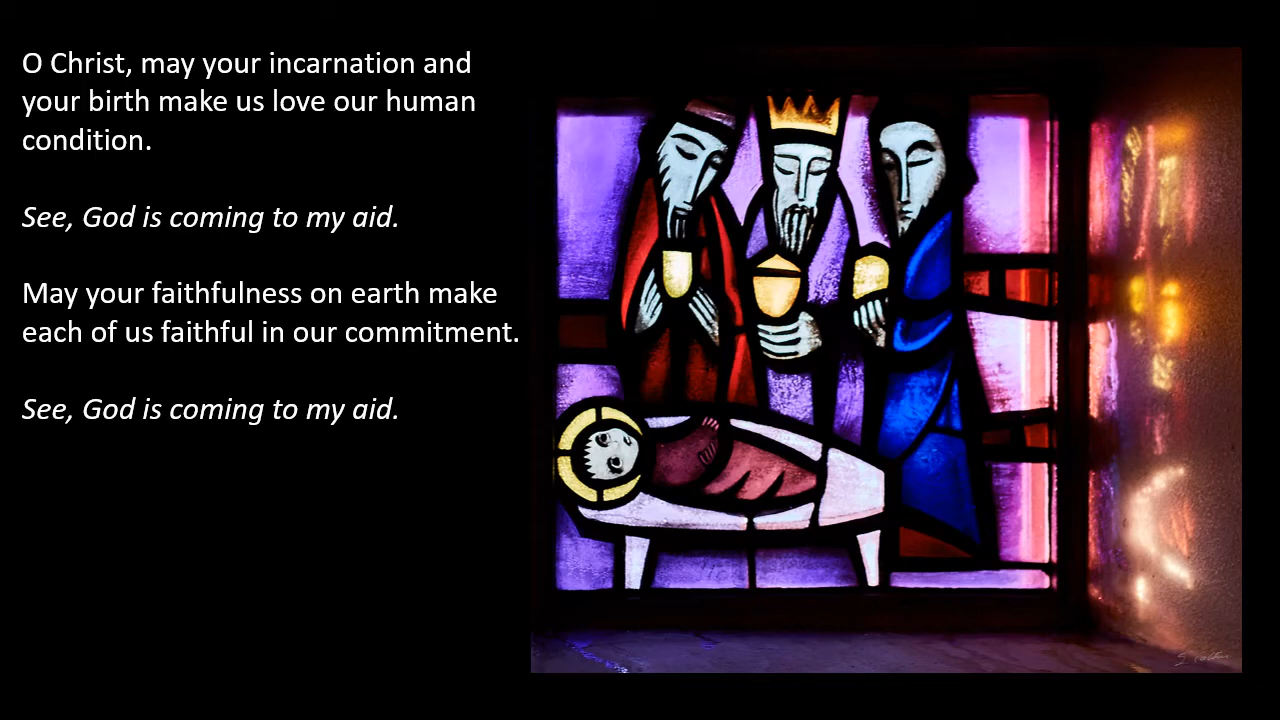 O Christ, may your incarnation and
your birth make us love our human
condition.
See, God is coming to my aid.
May your faithfulness on earth make
each of us faithful in our commitment.
See, God is coming to my aid.